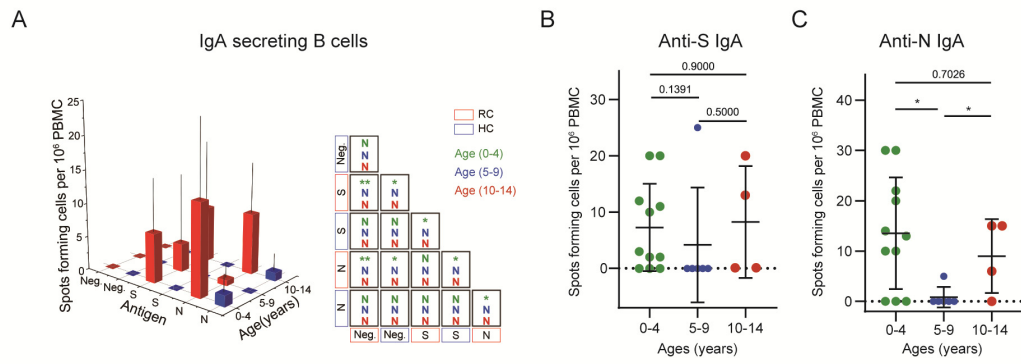 A
IgA secreting B cells
Spots forming cells per 10⁶ PBMC
25
20
15
10
5
0
Neg.
Neg.
S
S
N
N
Antigen
0-4
5-9
10-14
Age(years)
RC
HC
Age (0-4)
Age (5-9)
Age (10-14)
Neg.
N
N
N
S
** *
N N
N N
S
N N *
N N N
N N N
N
** * N *
N N N N
N N N N
N
N N N N *
N N N N N
N N N N N
Neg. Neg. S S N
B
Anti-S IgA
Spots forming cells per 10⁶ PBMC
0.9000
0.1391
0.5000
30
20
10
0
0-4 5-9 10-14
Ages (years)
C
Anti-N IgA
Spots forming cells per 10⁶ PBMC
0.7026
* *
40
30
20
10
0
0-4 5-9 10-14
Ages (years)